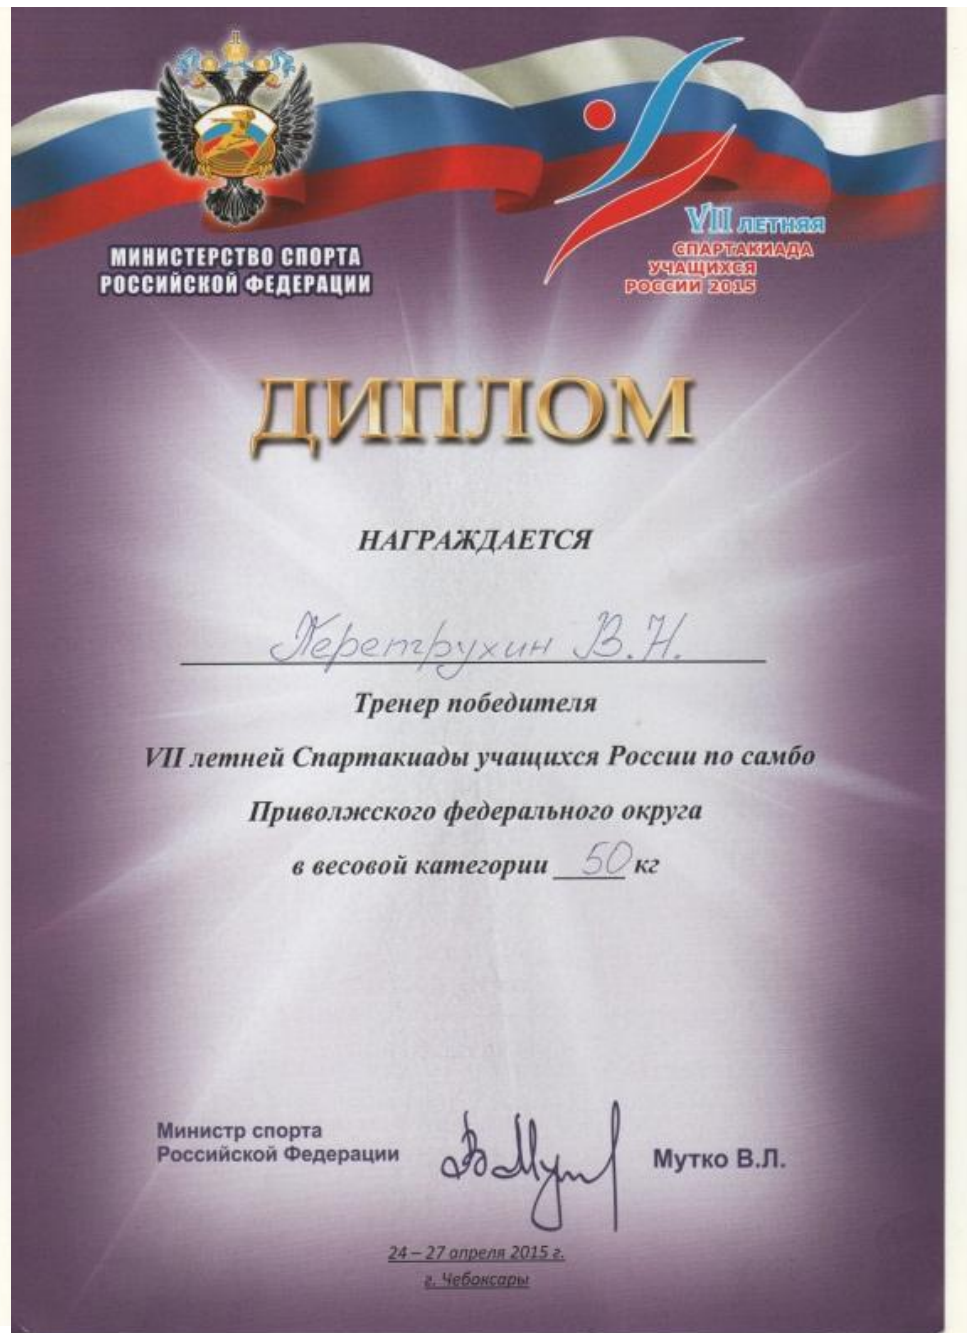 МИНИСТЕРСТВО СПОРТА
РОССИЙСКОЙ ФЕДЕРАЦИИ
VII ЛЕТНЯЯ
СПАРТАКИАДА
УЧАЩИХСЯ
РОССИИ 2015
ДИПЛОМ
НАГРАЖДАЕТСЯ
Перетрухин В.Н.
Тренер победителя
VII летней Спартакиады учащихся России по самбо
Приволжского федерального округа
в весовой категории 50 кг
Министр спорта
Российской Федерации
Мутко В.Л.
24 – 27 апреля 2015 г.
г. Чебоксары